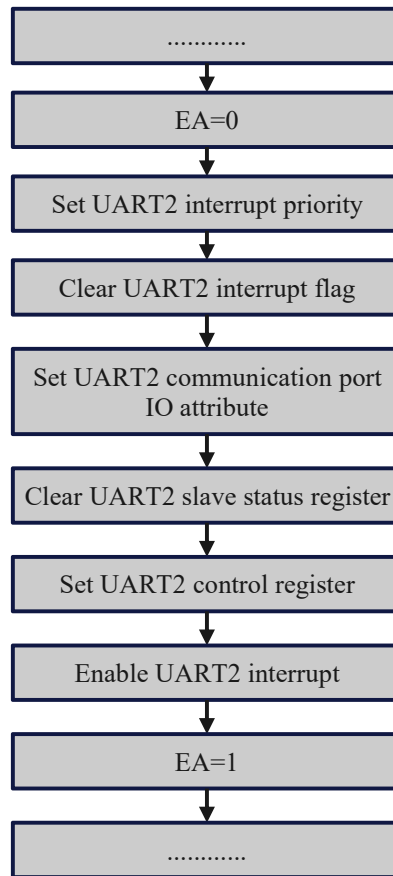 ............
EA=0
Set UART2 interrupt priority
Clear UART2 interrupt flag
Set UART2 communication port
IO attribute
Clear UART2 slave status register
Set UART2 control register
Enable UART2 interrupt
EA=1
............